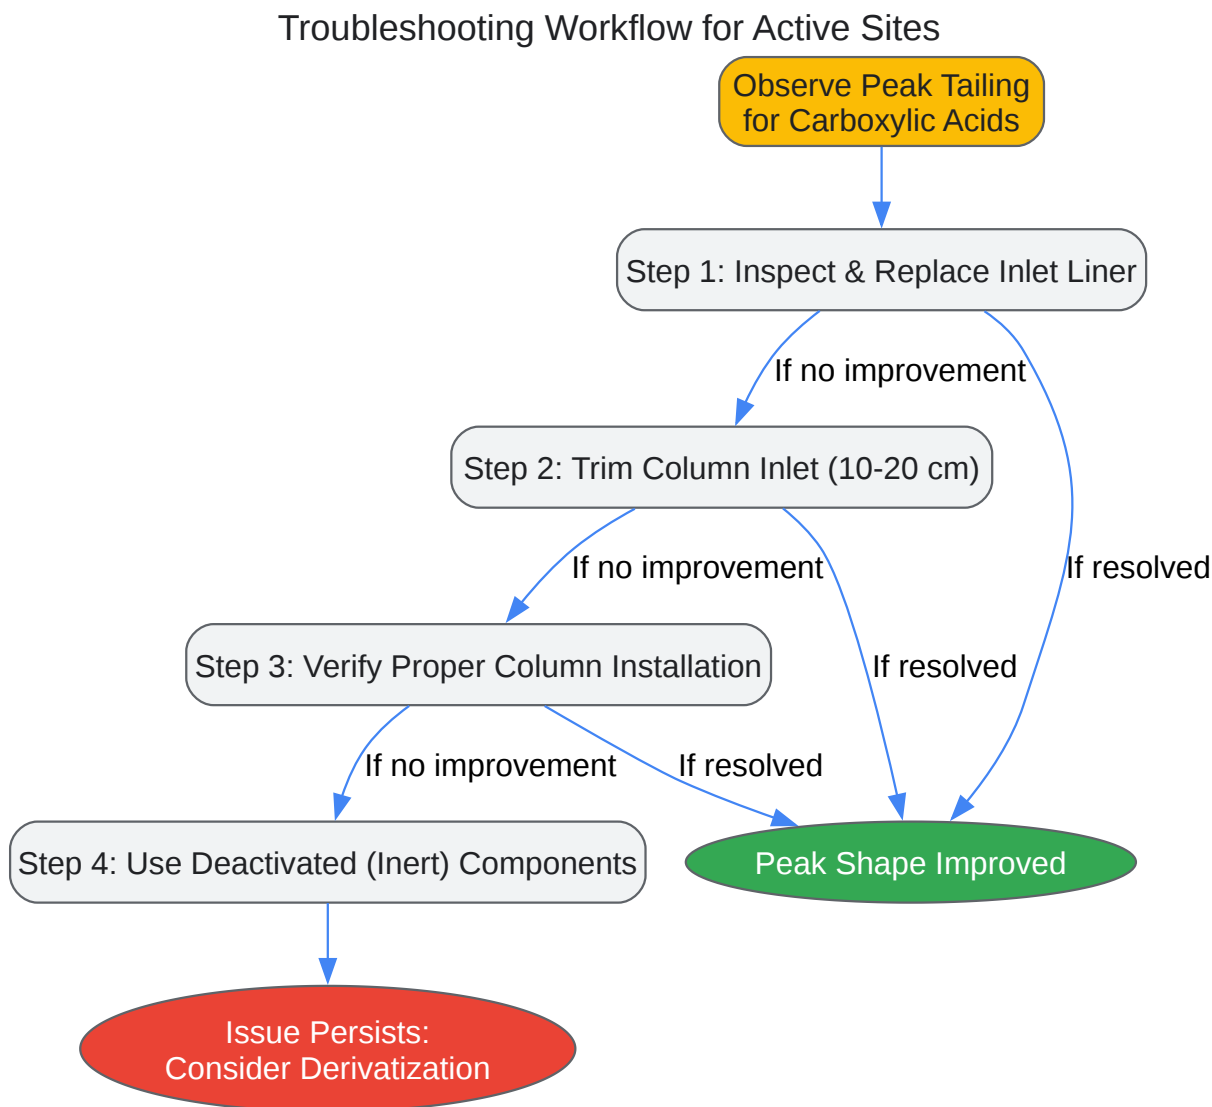 Troubleshooting Workflow for Active Sites
Observe Peak Tailing
for Carboxylic Acids
Step 1: Inspect & Replace Inlet Liner
If no improvement
Step 2: Trim Column Inlet (10-20 cm)
If no improvement
If resolved
Step 3: Verify Proper Column Installation
If resolved
If no improvement
If resolved
Step 4: Use Deactivated (Inert) Components
Peak Shape Improved
Issue Persists:
Consider Derivatization